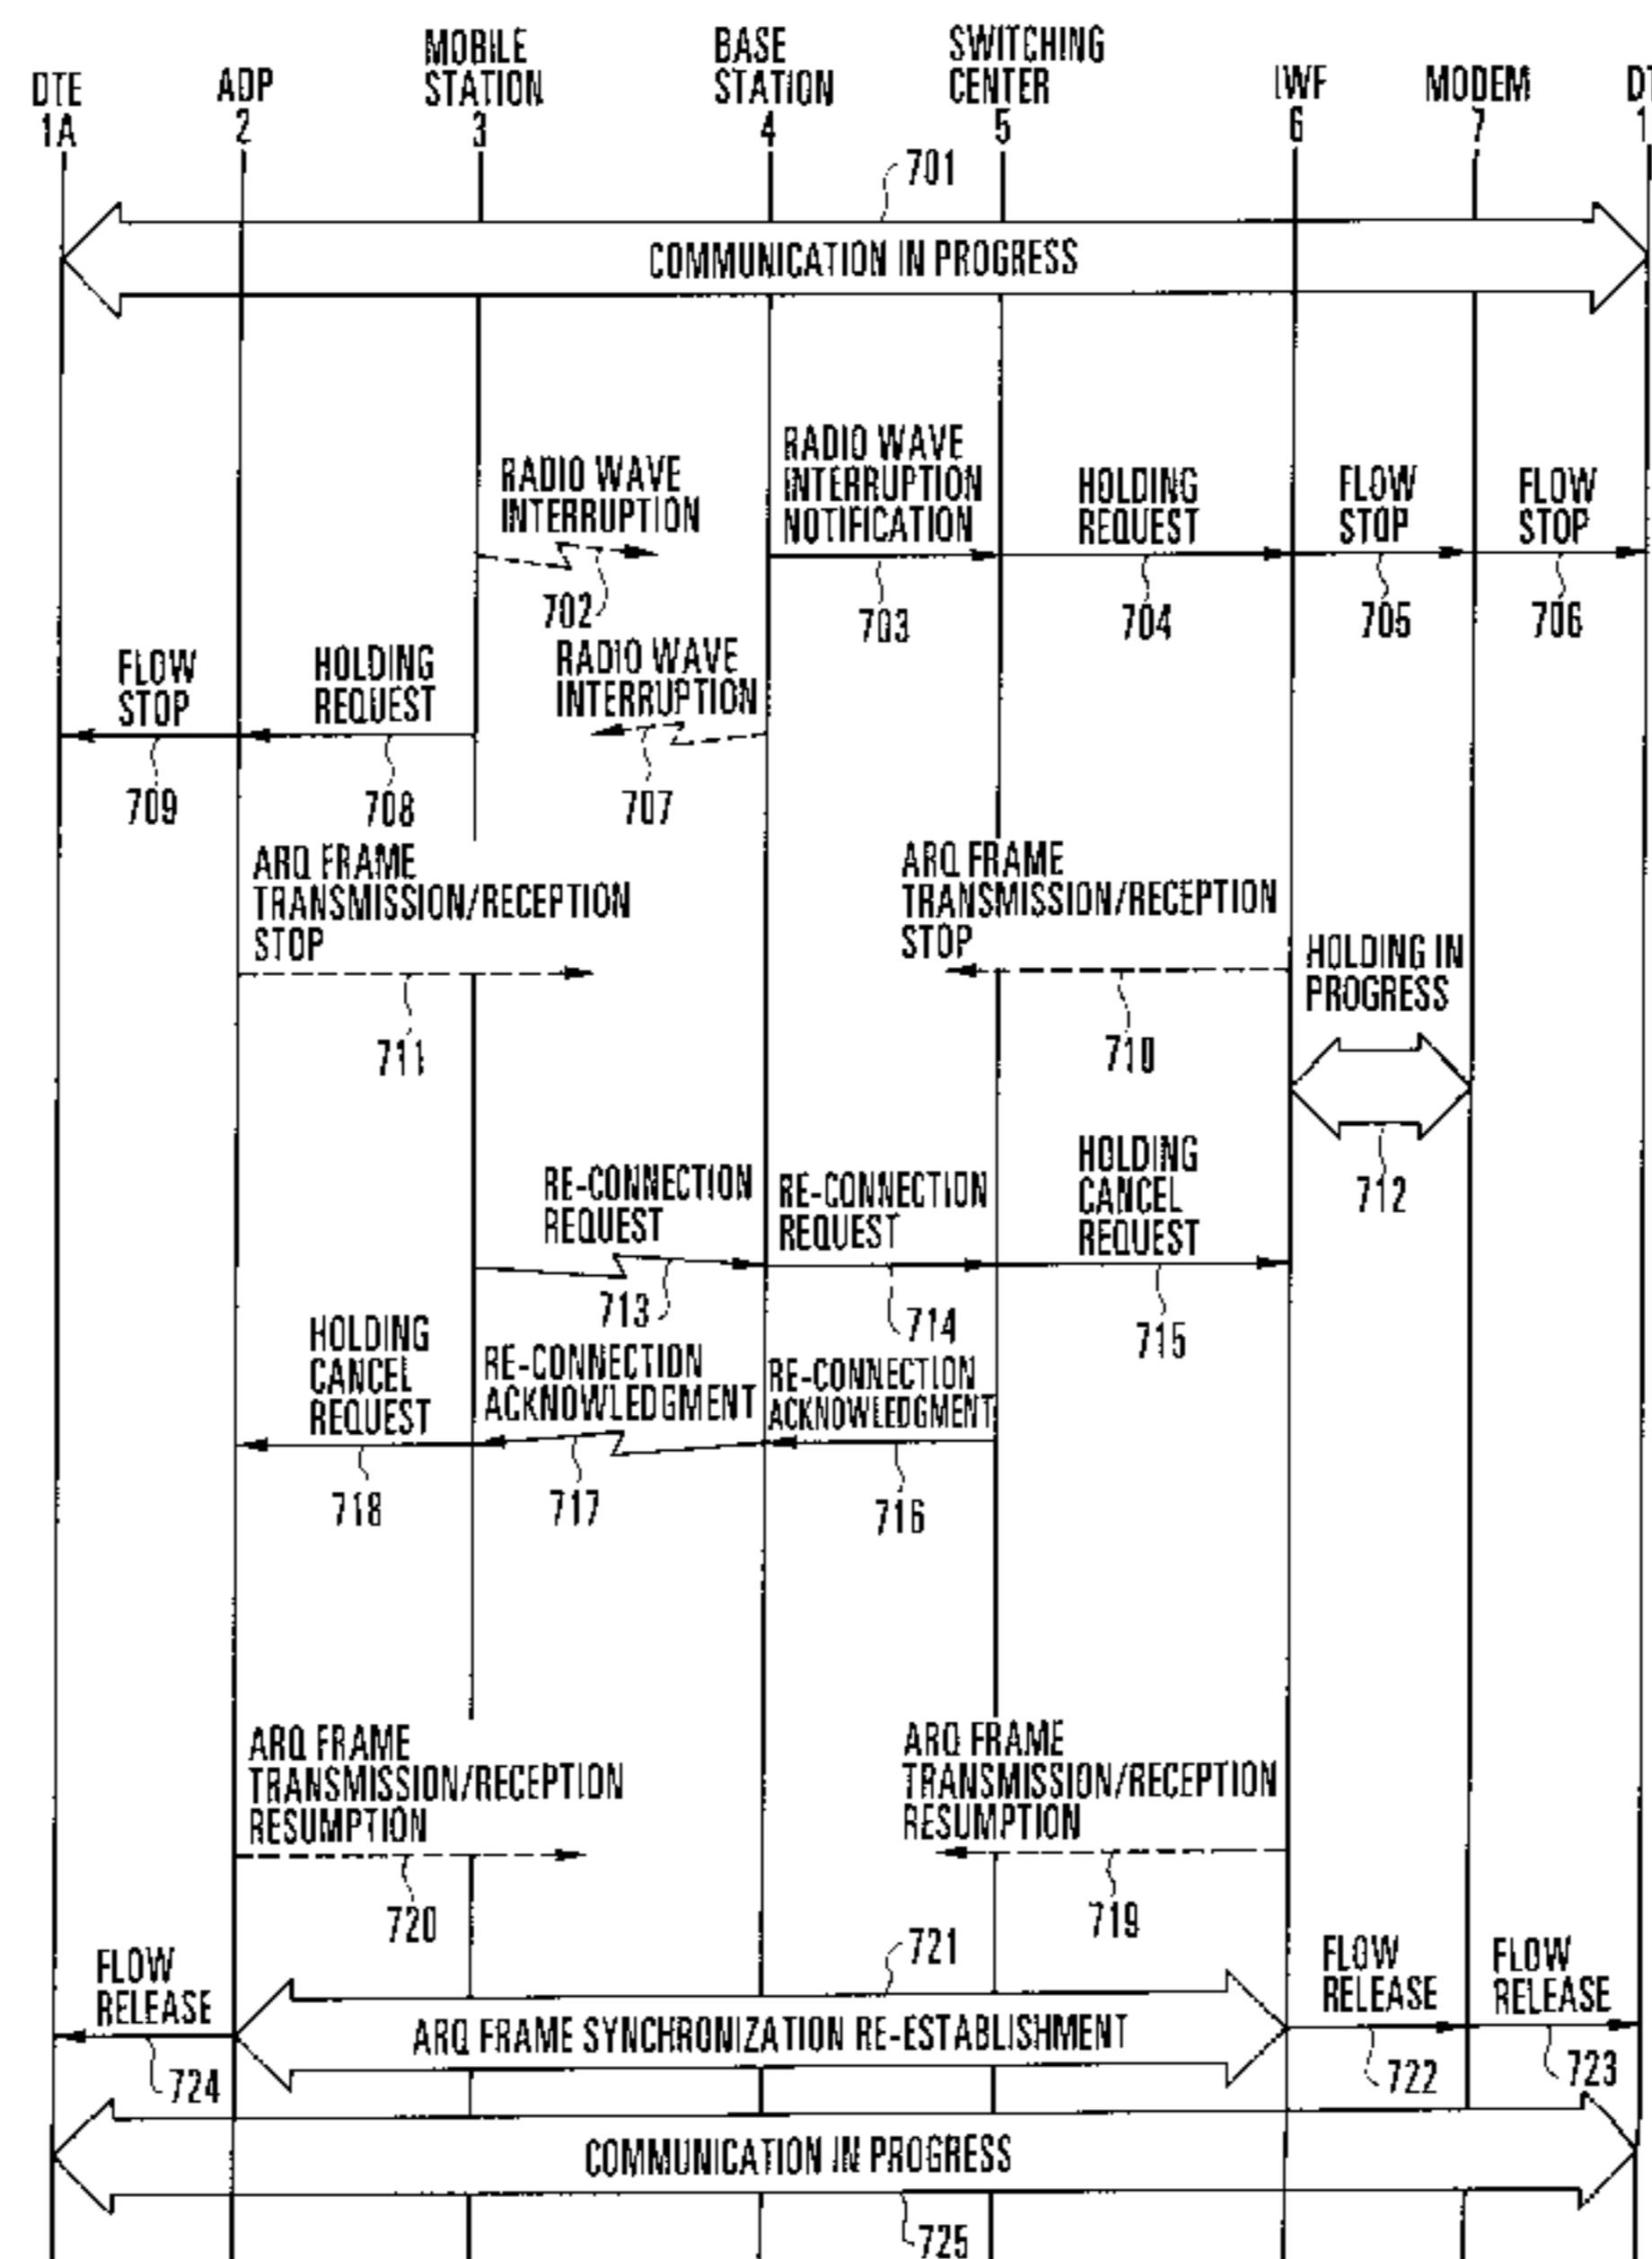 DTE
1A
ADP
2
MOBILE
STATION
3
BASE
STATION
4
SWITCHING
CENTER
5
IWF
6
MODEM
7
701
COMMUNICATION IN PROGRESS
RADIO WAVE
INTERRUPTION
702
RADIO WAVE
INTERRUPTION
NOTIFICATION
703
HOLDING
REQUEST
704
FLOW
STOP
705
FLOW
STOP
706
FLOW
STOP
709
HOLDING
REQUEST
708
RADIO WAVE
INTERRUPTION
707
ARQ FRAME
TRANSMISSION/RECEPTION
STOP
711
ARQ FRAME
TRANSMISSION/RECEPTION
STOP
710
HOLDING IN
PROGRESS
712
RE-CONNECTION
REQUEST
713
RE-CONNECTION
REQUEST
714
HOLDING
CANCEL
REQUEST
715
HOLDING
CANCEL
REQUEST
718
RE-CONNECTION
ACKNOWLEDGMENT
717
RE-CONNECTION
ACKNOWLEDGMENT
716
ARQ FRAME
TRANSMISSION/RECEPTION
RESUMPTION
720
ARQ FRAME
TRANSMISSION/RECEPTION
RESUMPTION
719
FLOW
RELEASE
724
721
ARQ FRAME SYNCHRONIZATION RE-ESTABLISHMENT
FLOW
RELEASE
722
FLOW
RELEASE
723
COMMUNICATION IN PROGRESS
725